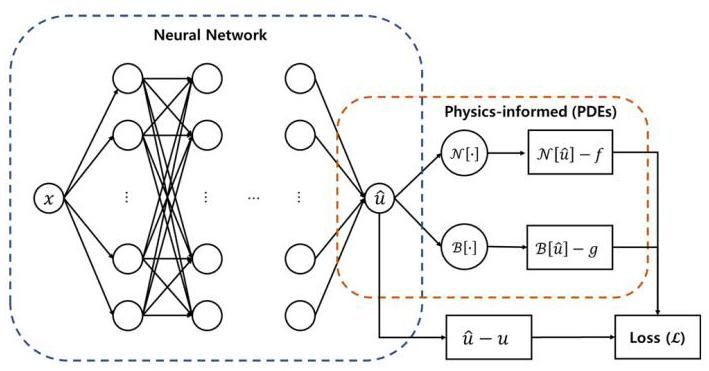 Neural Network
Physics-informed (PDEs)
𝒩[·]
𝒩[û] − f
x
⋮
⋮
...
⋮
û
ℬ[·]
ℬ[û] − g
û − u
Loss (ℒ)